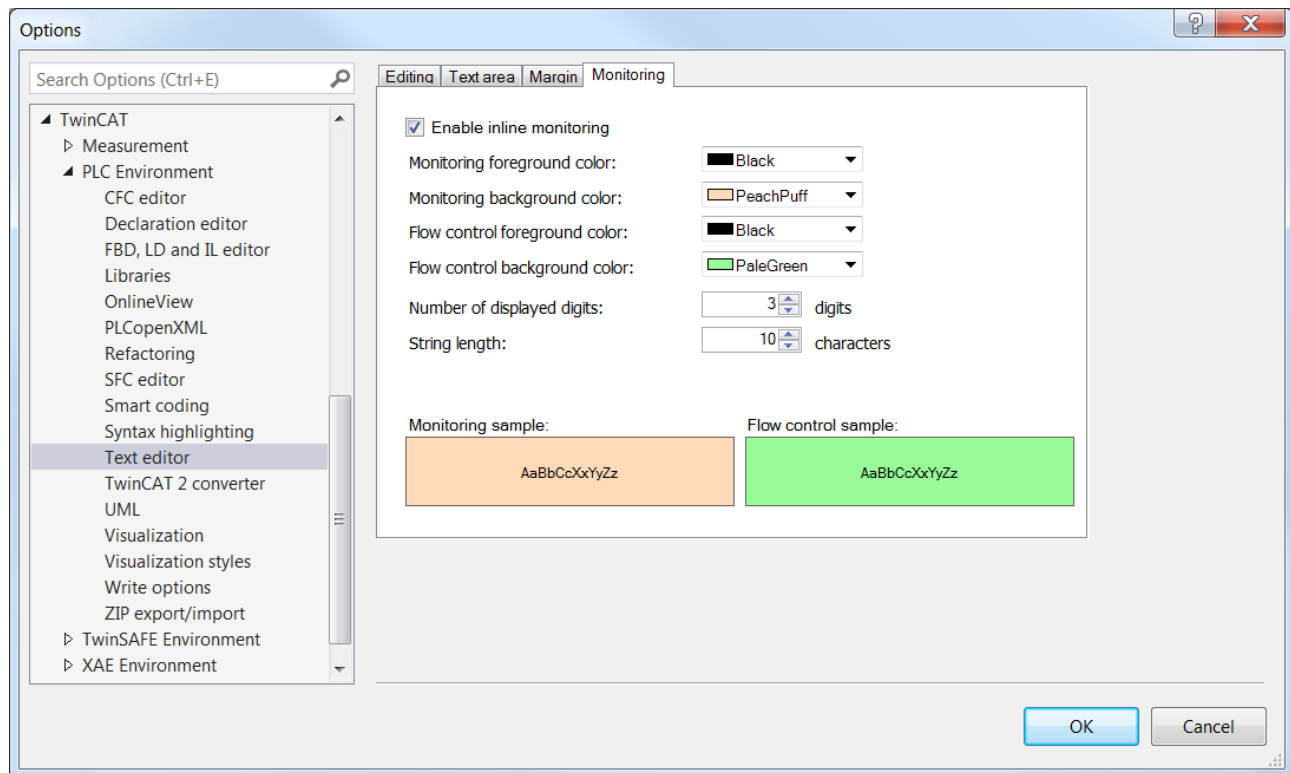 Options
Search Options (Ctrl+E)
TwinCAT
Measurement
PLC Environment
CFC editor
Declaration editor
FBD, LD and IL editor
Libraries
OnlineView
PLCopenXML
Refactoring
SFC editor
Smart coding
Syntax highlighting
Text editor
TwinCAT 2 converter
UML
Visualization
Visualization styles
Write options
ZIP export/import
TwinSAFE Environment
XAE Environment
Editing Text area Margin Monitoring
Enable inline monitoring
Monitoring foreground color: Black
Monitoring background color: PeachPuff
Flow control foreground color: Black
Flow control background color: PaleGreen
Number of displayed digits: 3 digits
String length: 10 characters
Monitoring sample: Flow control sample:
AaBbCcXxYyZz AaBbCcXxYyZz
OK Cancel